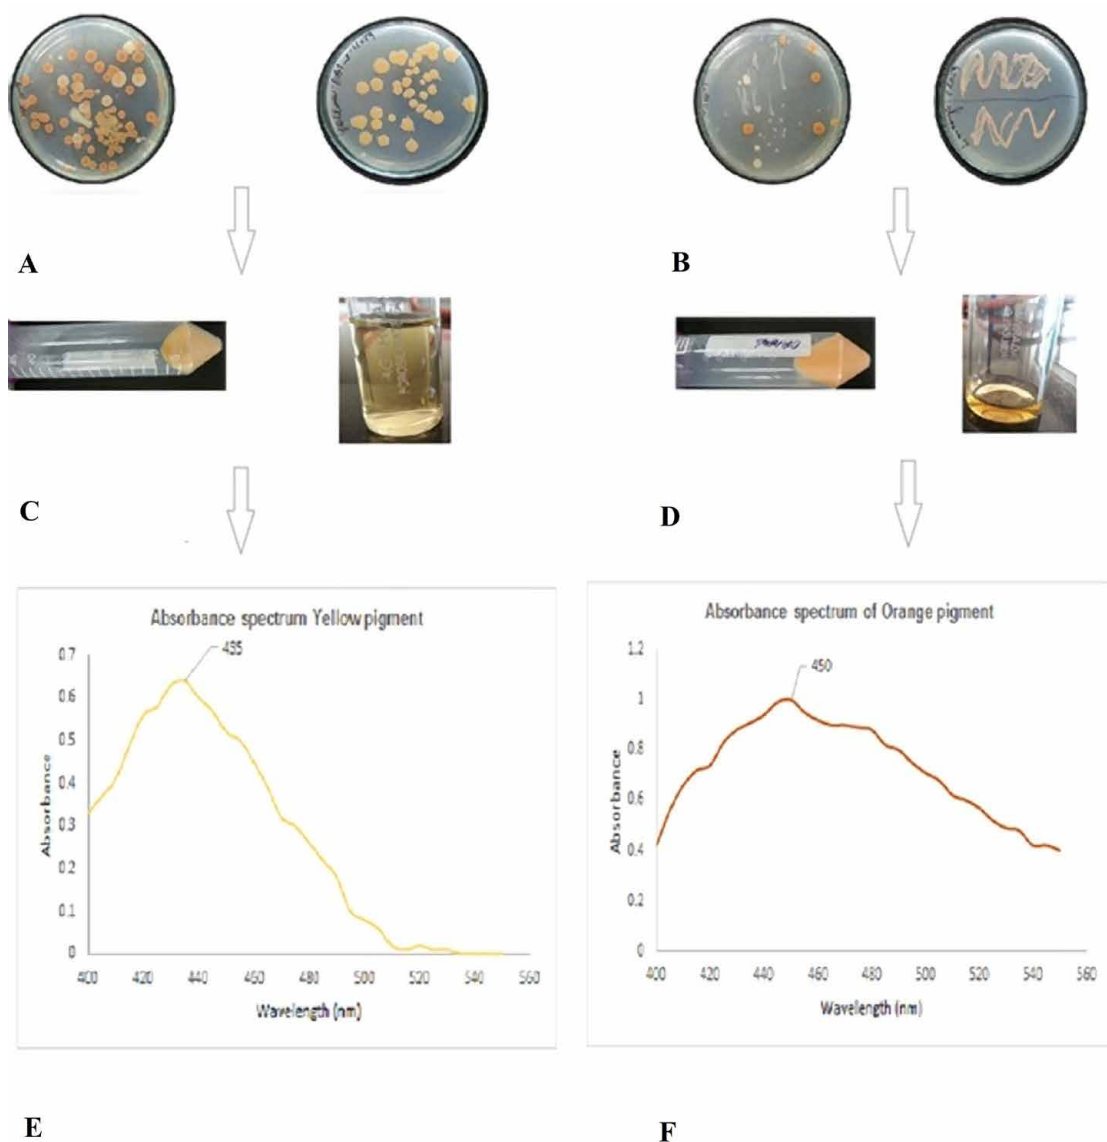 A
B
C
D
Absorbance spectrum Yellow pigment
435
0.7
0.6
0.5
0.4
0.3
0.2
0.1
0
Absorbance
400 420 440 460 480 500 520 540 560
Wavelength (nm)
Absorbance spectrum of Orange pigment
450
1.2
1
0.8
0.6
0.4
0.2
0
Absorbance
400 420 440 460 480 500 520 540 560
Wavelength (nm)
E
F